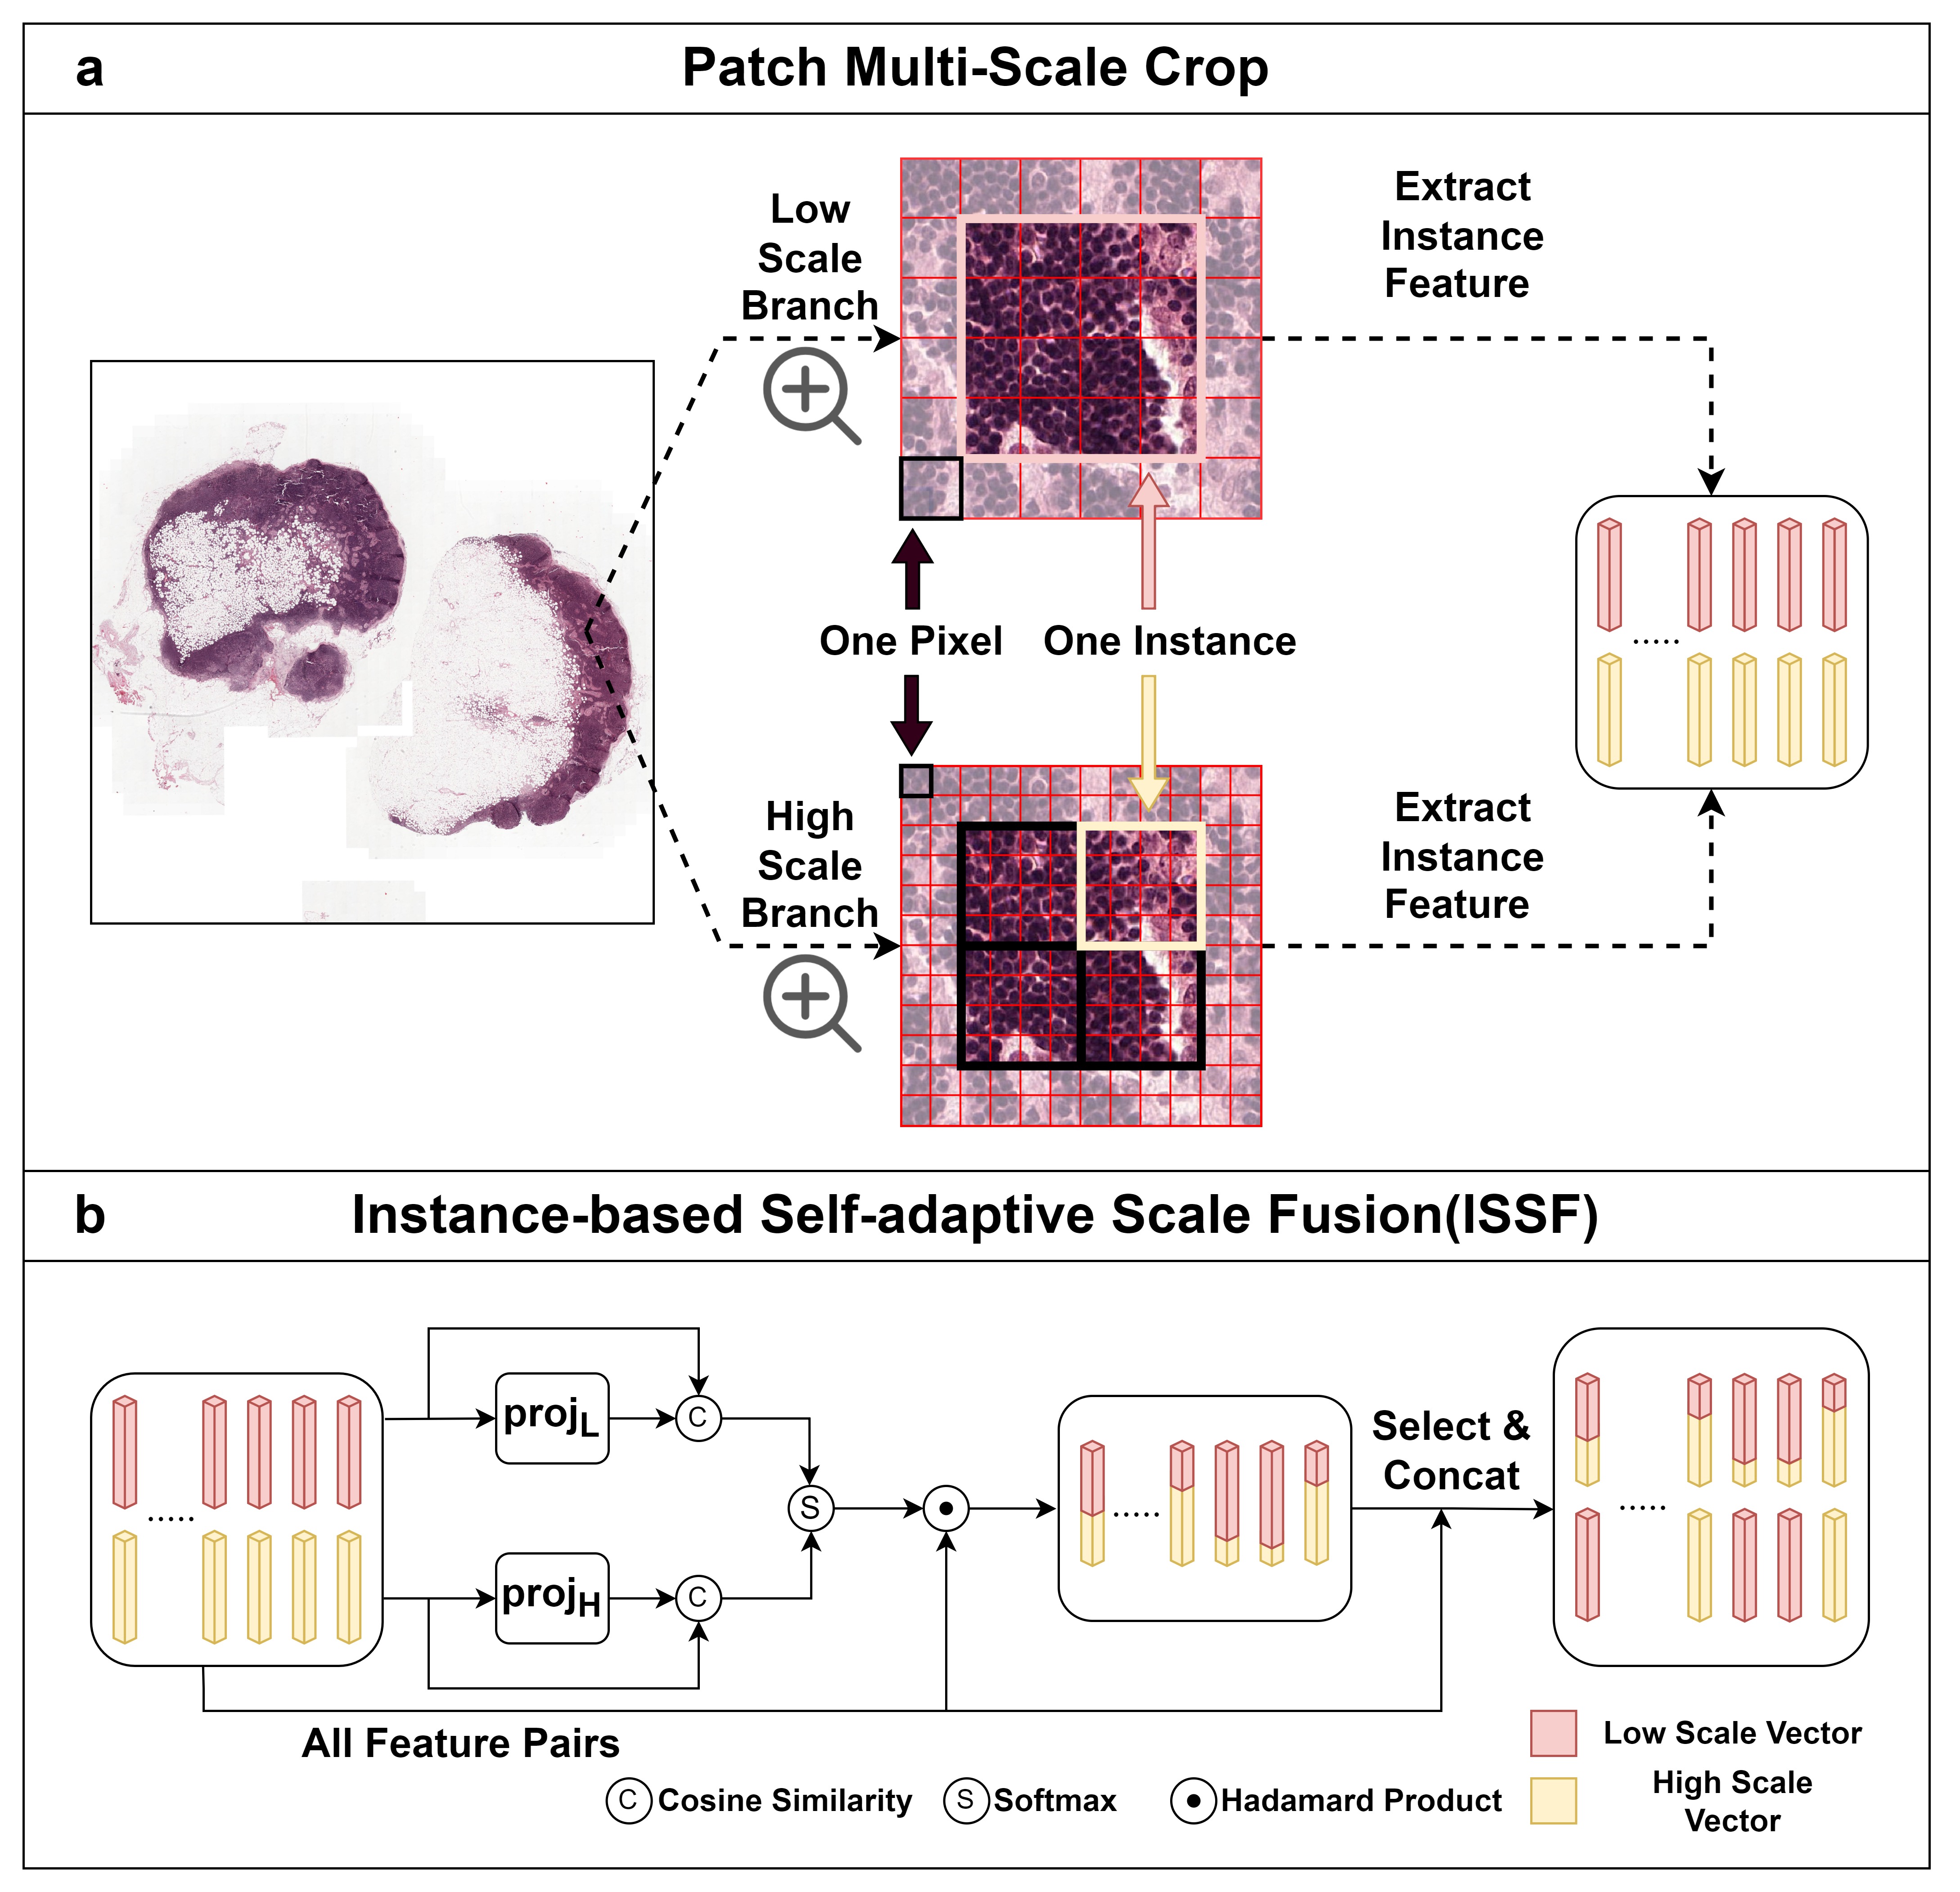 a
Patch Multi-Scale Crop
Low
Scale
Branch
Extract
Instance
Feature
One Pixel
One Instance
.....
High
Scale
Branch
Extract
Instance
Feature
b
Instance-based Self-adaptive Scale Fusion(ISSF)
projL
C
Select &
Concat
.....
S
.....
.....
projH
C
All Feature Pairs
Low Scale Vector
High Scale
Vector
C Cosine Similarity
S Softmax
Hadamard Product